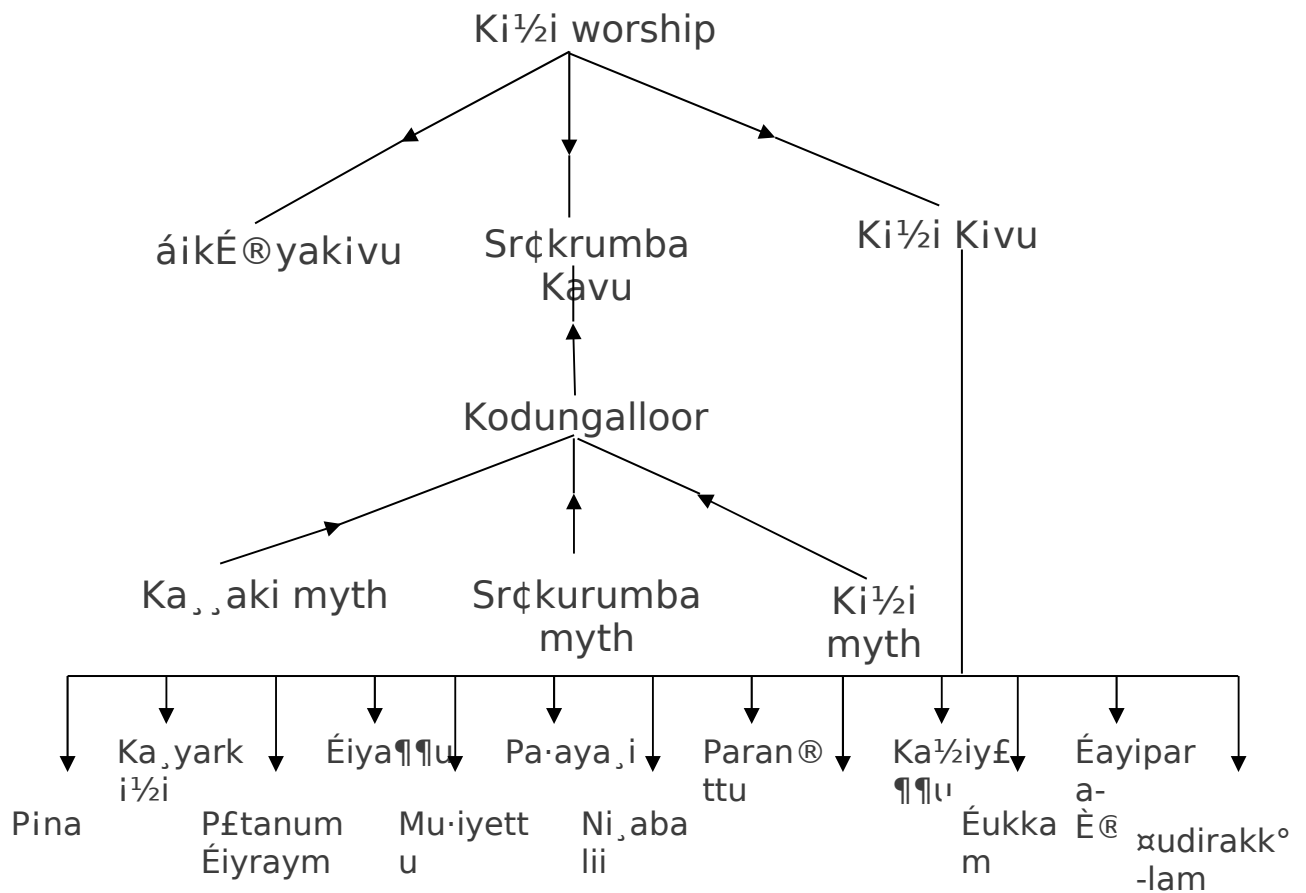 Ki½i worship
áikÉ®yakivu
Sr¢krumba
Kavu
Ki½i Kivu
Kodungalloor
Ka¸¸aki myth
Sr¢kurumba
myth
Ki½i
myth
Ka¸yark
i½i
Éiya¶¶u
Pa·aya¸i
Paran®
ttu
Ka½iy£
¶¶u
Éayipar
a-
È®
Pina
P£tanum
Éiyraym
Mu·iyett
u
Ni¸aba
lii
Éukka
m
¤udirakk°
-lam